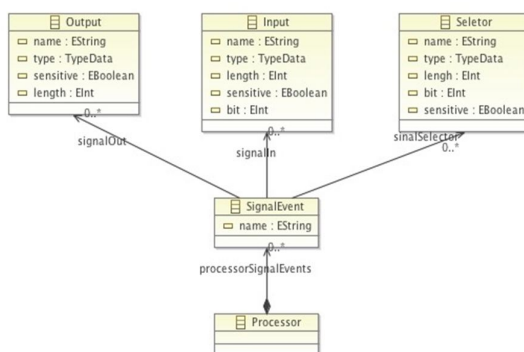 Output
name : EString
type : TypeData
sensitive : EBoolean
length : EInt
0..*
signalOut
Input
name : EString
type : TypeData
length : EInt
sensitive : EBoolean
bit : EInt
0..*
signalIn
Seletor
name : EString
type : TypeData
lengh : EInt
bit : EInt
sensitive : EBoolean
sinalSelector
0..*
SignalEvent
name : EString
0..*
processorSignalEvents
Processor